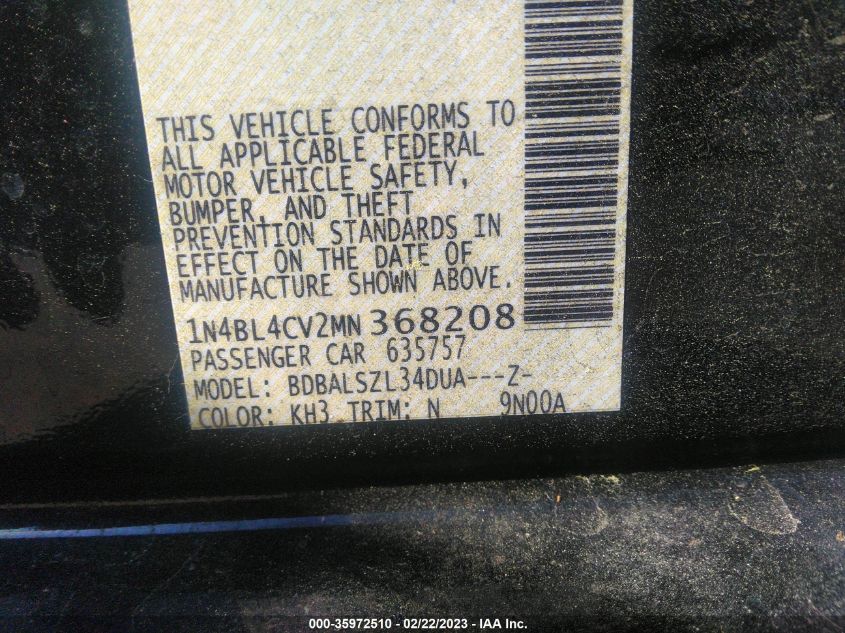 THIS VEHICLE CONFORMS TO
ALL APPLICABLE FEDERAL
MOTOR VEHICLE SAFETY,
BUMPER, AND THEFT
PREVENTION STANDARDS IN
EFFECT ON THE DATE OF
MANUFACTURE SHOWN ABOVE.
1N4BL4CV2MN 368208
PASSENGER CAR 635757
MODEL: BDBALSZL34DUA---Z-
COLOR: KH3 TRIM: N 9N00A
000-35972510 - 02/22/2023 - IAA Inc.